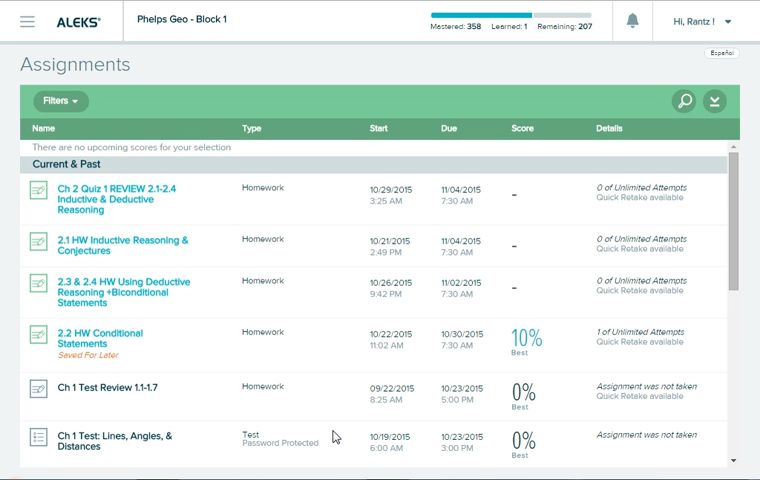 ALEKS®
Phelps Geo - Block 1
Mastered: 358 Learned: 1 Remaining: 207
Hi, Rantz !
Español
Assignments
Filters
Name Type Start Due Score Details
There are no upcoming scores for your selection
Current & Past
Ch 2 Quiz 1 REVIEW 2.1-2.4
Inductive & Deductive
Reasoning
Homework
10/29/2015
3:25 AM
11/04/2015
7:30 AM
-
0 of Unlimited Attempts
Quick Retake available
2.1 HW Inductive Reasoning &
Conjectures
Homework
10/21/2015
2:49 PM
11/04/2015
7:30 AM
-
0 of Unlimited Attempts
Quick Retake available
2.3 & 2.4 HW Using Deductive
Reasoning +Biconditional
Statements
Homework
10/26/2015
9:42 PM
11/02/2015
7:30 AM
-
0 of Unlimited Attempts
Quick Retake available
2.2 HW Conditional
Statements
Saved For Later
Homework
10/22/2015
11:02 AM
10/30/2015
7:30 AM
10%
Best
1 of Unlimited Attempts
Quick Retake available
Ch 1 Test Review 1.1-1.7
Homework
09/22/2015
8:25 AM
10/23/2015
5:00 PM
0%
Best
Assignment was not taken
Quick Retake available
Ch 1 Test: Lines, Angles, &
Distances
Test
Password Protected
10/19/2015
6:00 AM
10/23/2015
3:00 PM
0%
Best
Assignment was not taken